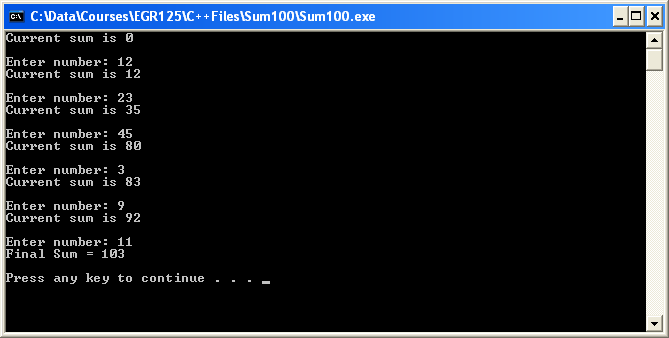 C:\Data\Courses\EGR125\C++Files\Sum100\Sum100.exe
Current sum is 0
Enter number: 12
Current sum is 12
Enter number: 23
Current sum is 35
Enter number: 45
Current sum is 80
Enter number: 3
Current sum is 83
Enter number: 9
Current sum is 92
Enter number: 11
Final Sum = 103
Press any key to continue . . . _